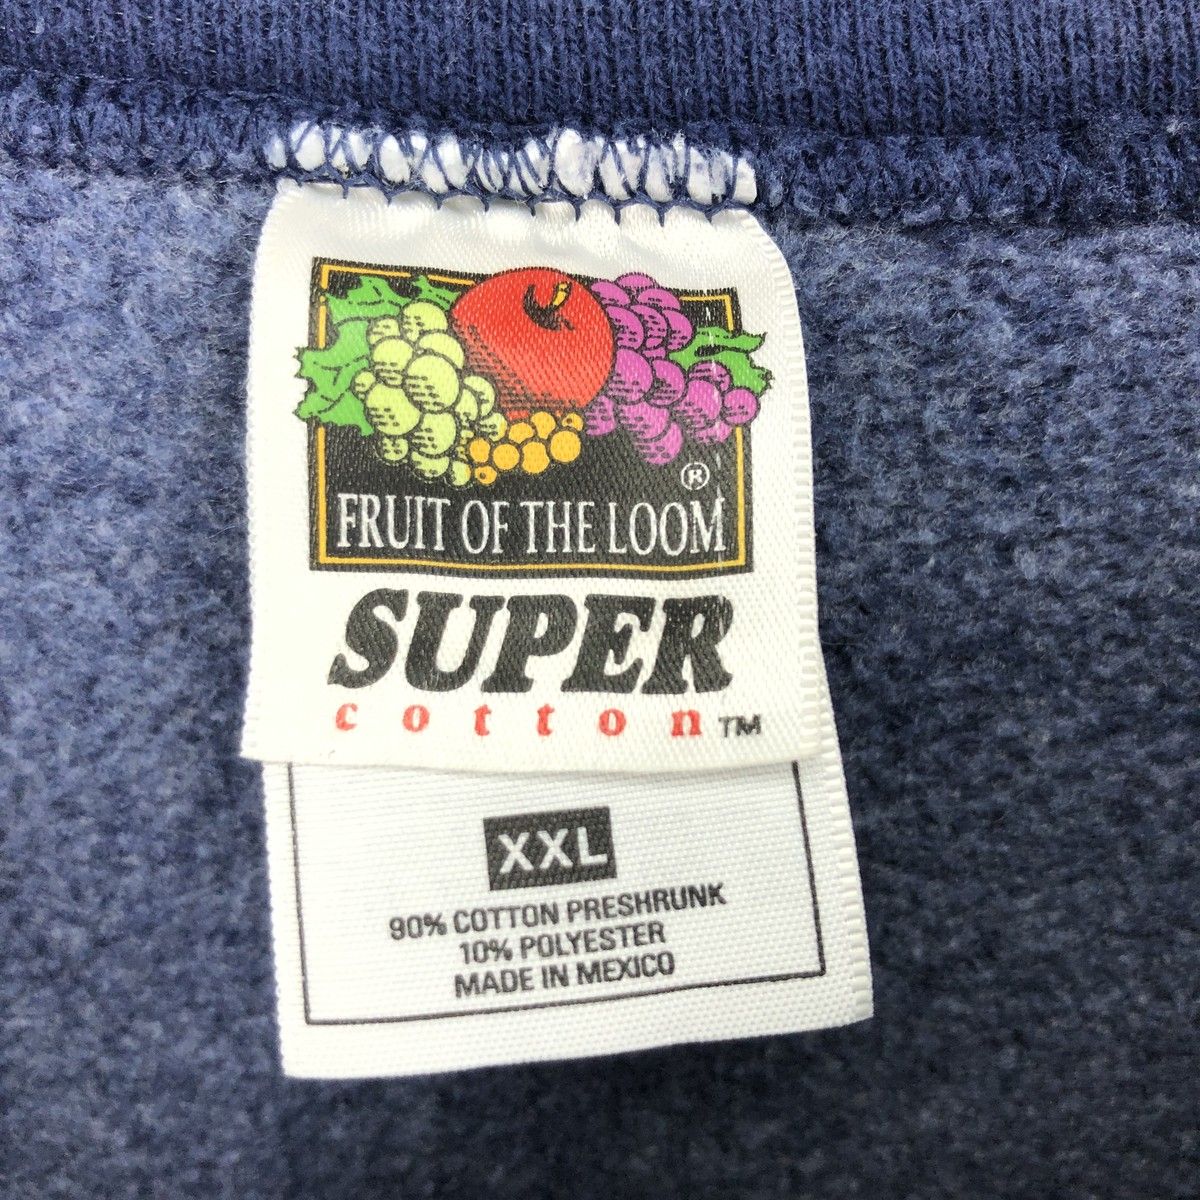 ®
FRUIT OF THE LOOM
SUPER
cotton™
XXL
90% COTTON PRESHRUNK
10% POLYESTER
MADE IN MEXICO